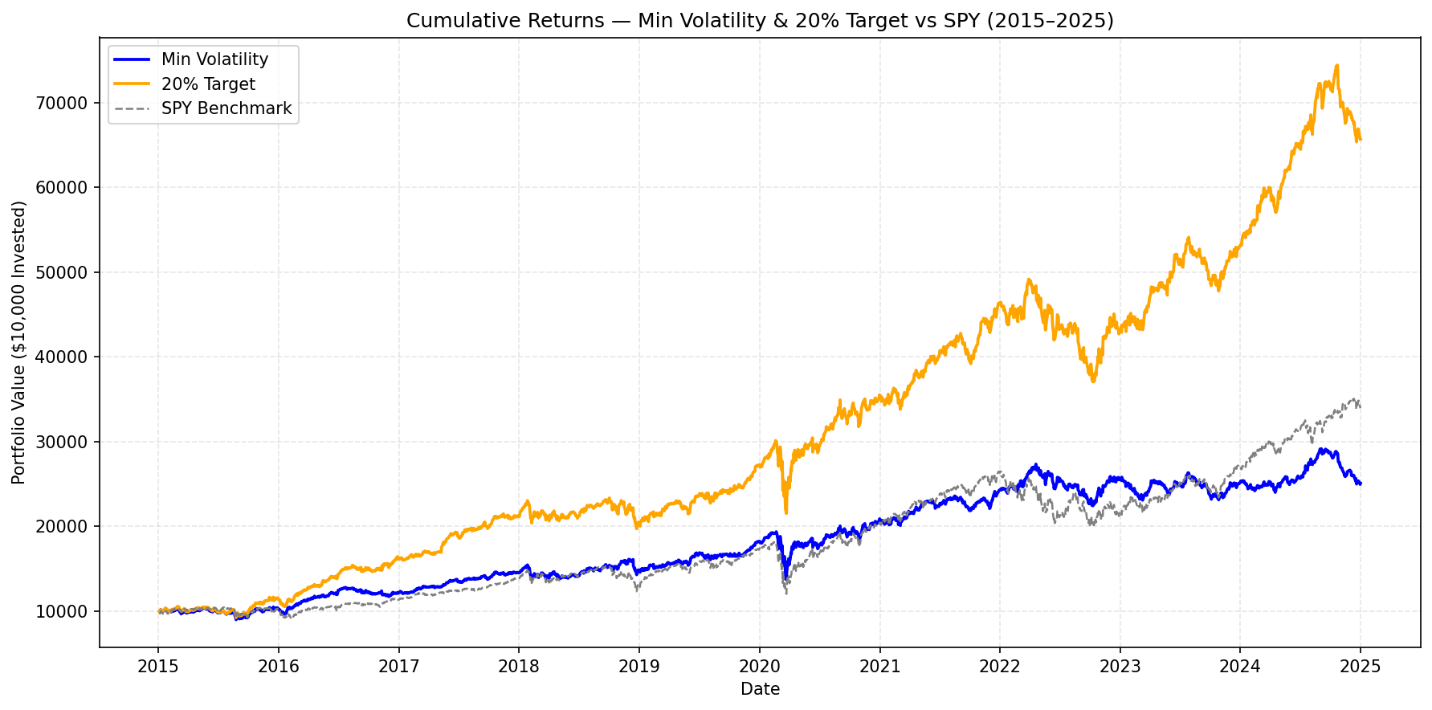 Cumulative Returns — Min Volatility & 20% Target vs SPY (2015–2025)
Min Volatility
20% Target
SPY Benchmark
Portfolio Value ($10,000 Invested)
70000
60000
50000
40000
30000
20000
10000
2015 2016 2017 2018 2019 2020 2021 2022 2023 2024 2025
Date